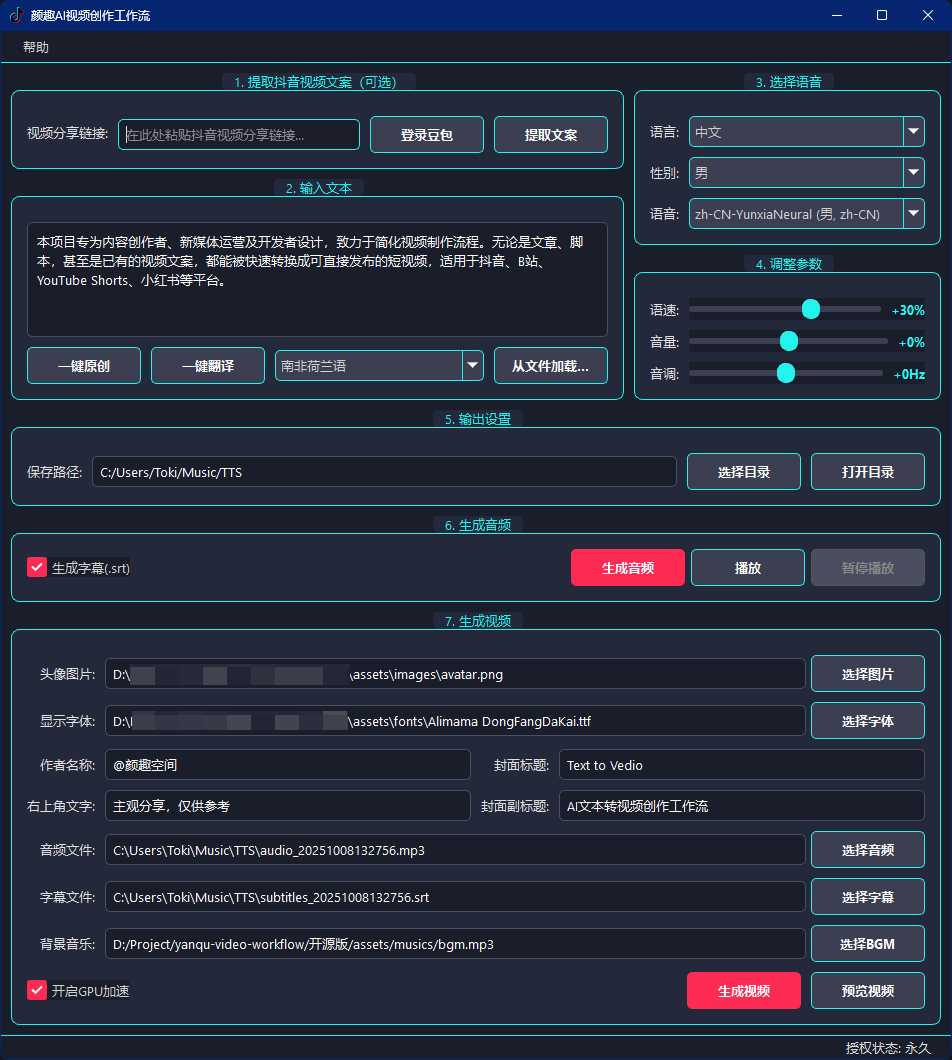 颜趣AI视频创作工作流
帮助
1. 提取抖音视频文案（可选）
视频分享链接: 在此处粘贴抖音视频分享链接... 登录豆包 提取文案
2. 输入文本
本项目专为内容创作者、新媒体运营及开发者设计，致力于简化视频制作流程。无论是文章、脚
本，甚至是已有的视频文案，都能被快速转换成可直接发布的短视频，适用于抖音、B站、
YouTube Shorts、小红书等平台。
一键原创 一键翻译 南非荷兰语 从文件加载...
3. 选择语音
语言: 中文
性别: 男
语音: zh-CN-YunxiaNeural (男, zh-CN)
4. 调整参数
语速: +30%
音量: +0%
音调: +0Hz
5. 输出设置
保存路径: C:/Users/Toki/Music/TTS 选择目录 打开目录
6. 生成音频
生成字幕(.srt) 生成音频 播放 暂停播放
7. 生成视频
头像图片: D:\ \assets\images\avatar.png 选择图片
显示字体: D:\ \assets\fonts\Alimama DongFangDaKai.ttf 选择字体
作者名称: @颜趣空间 封面标题: Text to Vedio
右上角文字: 主观分享，仅供参考 封面副标题: AI文本转视频创作工作流
音频文件: C:\Users\Toki\Music\TTS\audio_20251008132756.mp3 选择音频
字幕文件: C:\Users\Toki\Music\TTS\subtitles_20251008132756.srt 选择字幕
背景音乐: D:/Project/yanqu-video-workflow/开源版/assets/musics/bgm.mp3 选择BGM
开启GPU加速 生成视频 预览视频
授权状态: 永久